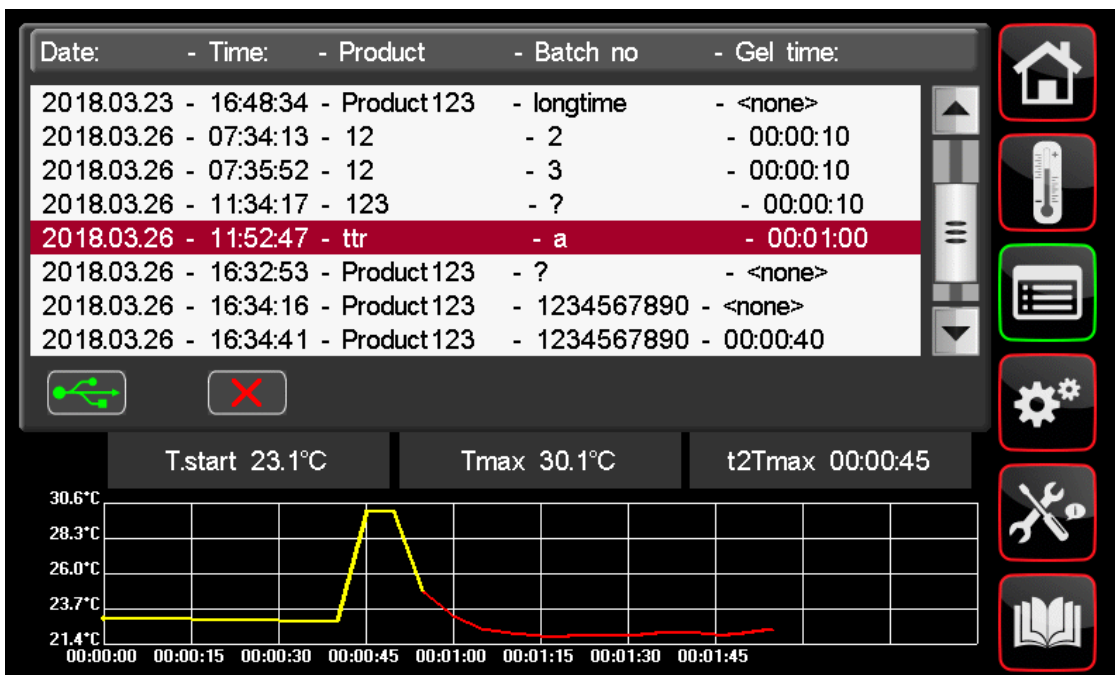 Date: - Time: - Product - Batch no - Gel time:
2018.03.23 - 16:48:34 - Product123 - longtime - <none>
2018.03.26 - 07:34:13 - 12 - 2 - 00:00:10
2018.03.26 - 07:35:52 - 12 - 3 - 00:00:10
2018.03.26 - 11:34:17 - 123 - ? - 00:00:10
2018.03.26 - 11:52:47 - ttr - a - 00:01:00
2018.03.26 - 16:32:53 - Product123 - ? - <none>
2018.03.26 - 16:34:16 - Product123 - 1234567890 - <none>
2018.03.26 - 16:34:41 - Product123 - 1234567890 - 00:00:40
T.start 23.1°C Tmax 30.1°C t2Tmax 00:00:45
30.6°C
28.3°C
26.0°C
23.7°C
21.4°C
00:00:00 00:00:15 00:00:30 00:00:45 00:01:00 00:01:15 00:01:30 00:01:45